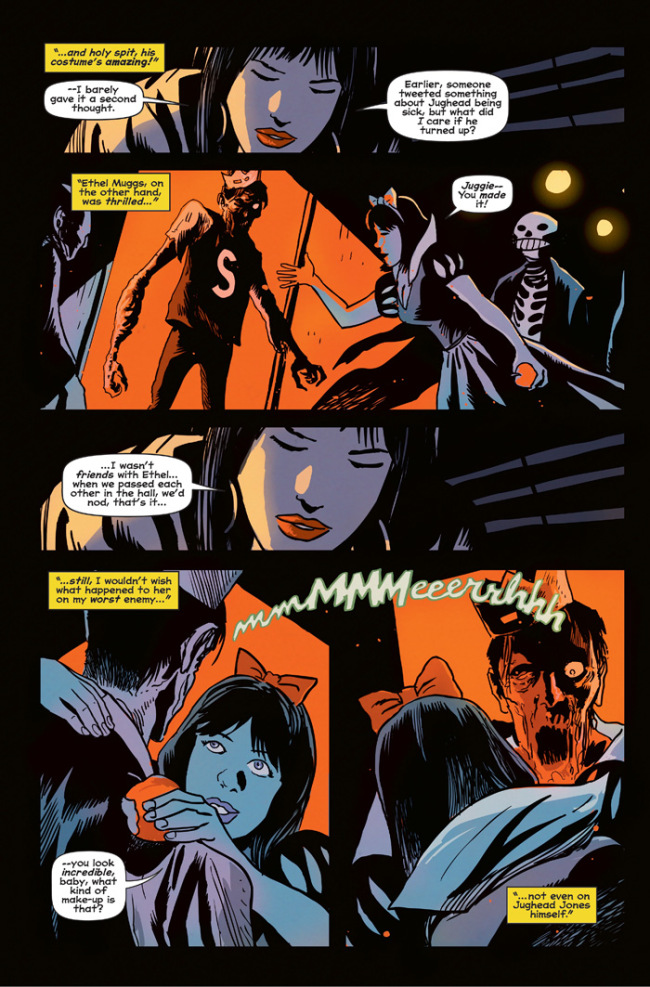 "...and holy spit, his
costume's amazing!"
--I barely
gave it a second
thought.
Earlier, someone
tweeted something
about Jughead being
sick, but what did
I care if he
turned up?
"Ethel Muggs, on
the other hand,
was thrilled..."
S
Juggie--
You made
it!
...I wasn't
friends with Ethel...
when we passed each
other in the hall, we'd
nod, that's it...
"...still, I wouldn't wish
what happened to her
on my worst enemy..."
mmmMMMMeeerrrhhh
--you look
incredible,
baby; what
kind of
make-up is
that?
"...not even on
Jughead Jones
himself."